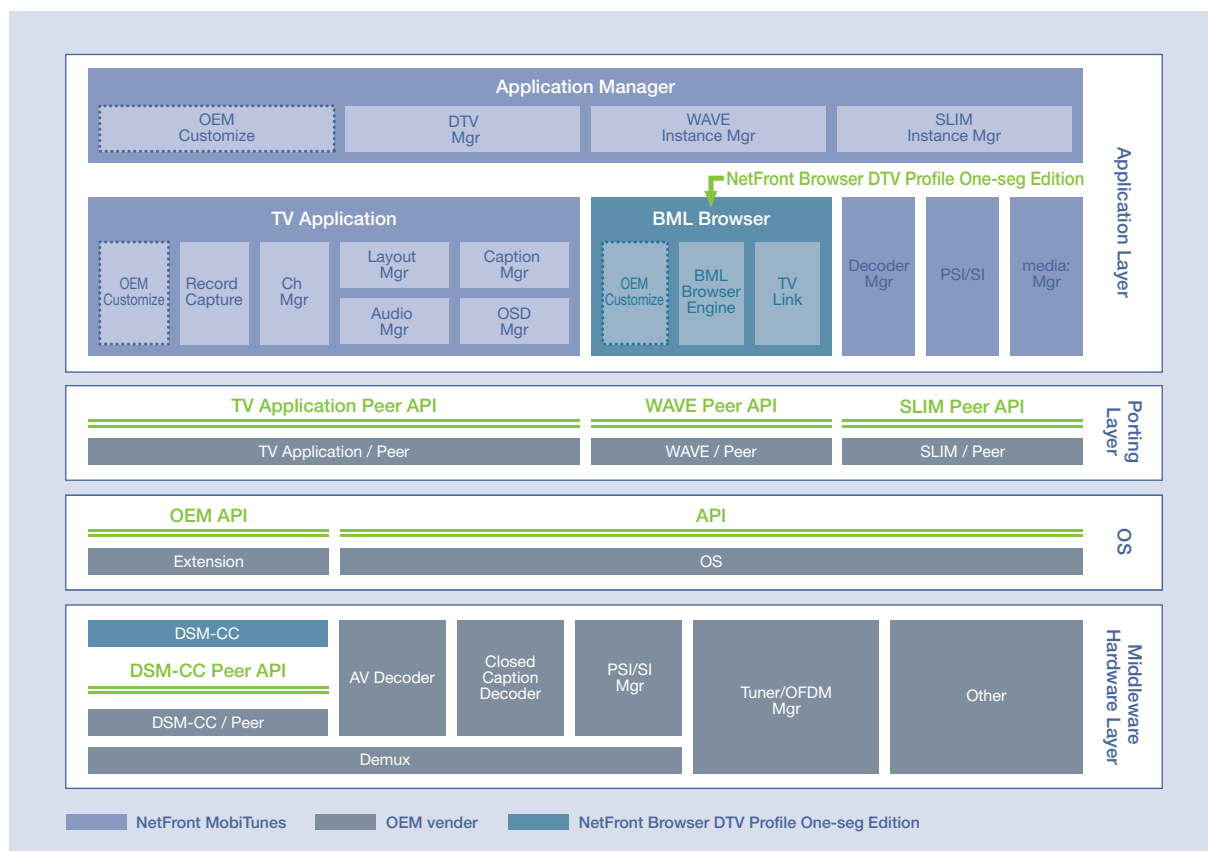 Application Manager
OEM
Customize
DTV
Mgr
WAVE
Instance Mgr
SLIM
Instance Mgr
Application Layer
NetFront Browser DTV Profile One-seg Edition
TV Application
OEM
Customize
Record
Capture
Ch
Mgr
Layout
Mgr
Caption
Mgr
Audio
Mgr
OSD
Mgr
BML Browser
OEM
Customize
BML
Browser
Engine
TV
Link
Decoder
Mgr
PSI/SI
media:
Mgr
TV Application Peer API
WAVE Peer API
SLIM Peer API
TV Application / Peer
WAVE / Peer
SLIM / Peer
Porting
Layer
OEM API
API
Extension
OS
OS
DSM-CC
DSM-CC Peer API
DSM-CC / Peer
AV Decoder
Closed
Caption
Decoder
PSI/SI
Mgr
Demux
Tuner/OFDM
Mgr
Other
Middleware
Hardware Layer
NetFront MobiTunes
OEM vender
NetFront Browser DTV Profile One-seg Edition